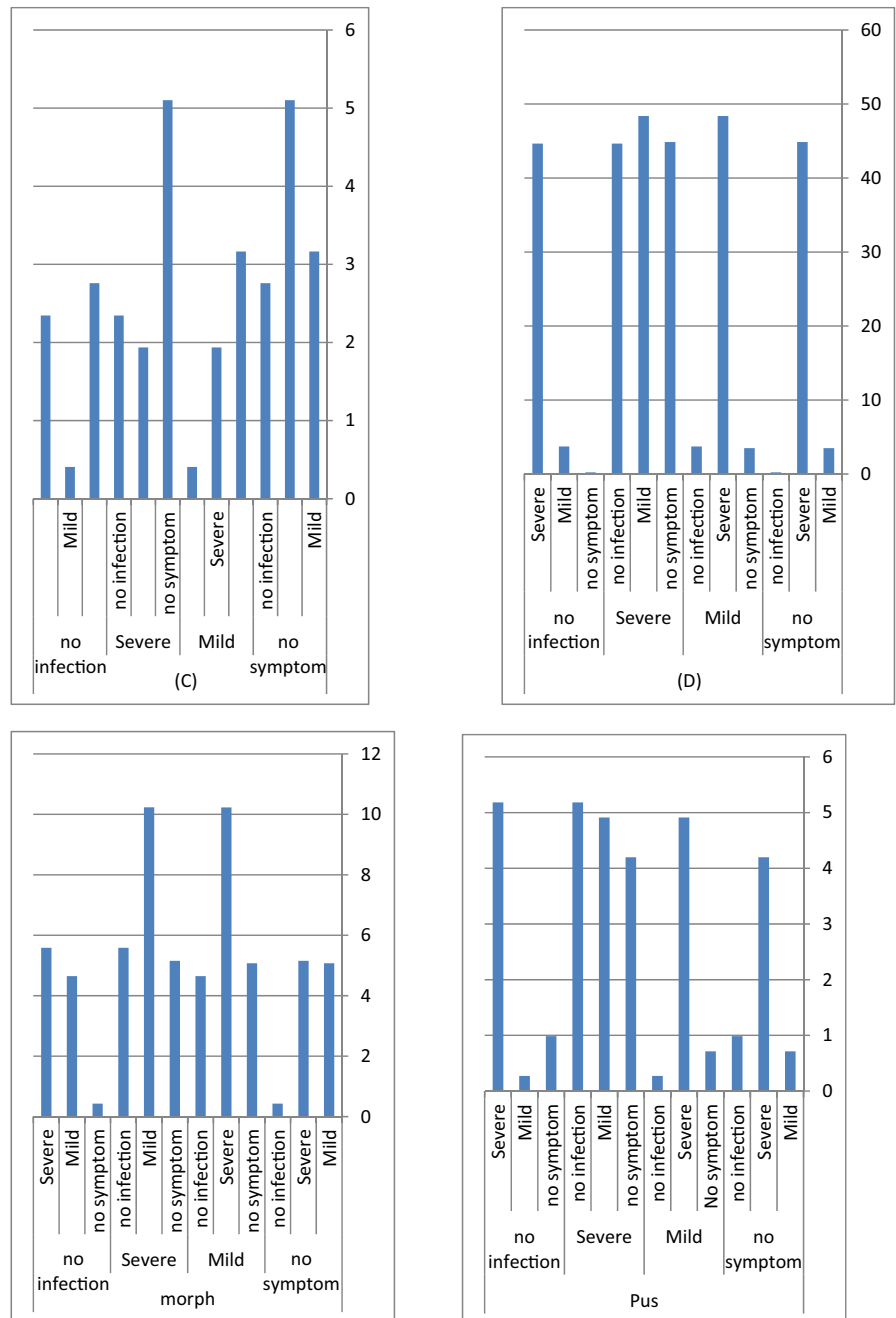 6
5
4
3
2
1
0
Mild
no infection
no symptom
Severe
no infection
Mild
no infection
Severe
Mild
no symptom
(C)
60
50
40
30
20
10
0
Severe
Mild
no symptom
no infection
Mild
no symptom
no infection
Severe
no symptom
no infection
Severe
Mild
no infection
Severe
Mild
no symptom
(D)
12
10
8
6
4
2
0
Severe
Mild
no symptom
no infection
Mild
no symptom
no infection
Severe
no symptom
no infection
Severe
Mild
no infection
Severe
Mild
no symptom
morph
6
5
4
3
2
1
0
Severe
Mild
no symptom
no infection
Mild
no symptom
no infection
Severe
No symptom
no infection
Severe
Mild
no infection
Severe
Mild
no symptom
Pus